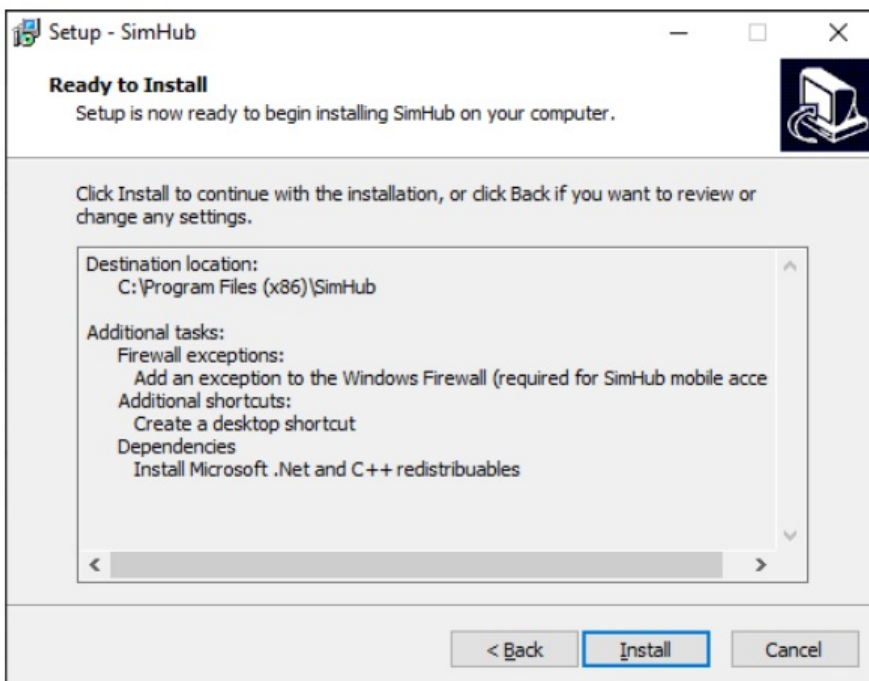 Setup - SimHub
Ready to Install
Setup is now ready to begin installing SimHub on your computer.
Click Install to continue with the installation, or click Back if you want to review or
change any settings.
Destination location:
C:\Program Files (x86)\SimHub
Additional tasks:
Firewall exceptions:
Add an exception to the Windows Firewall (required for SimHub mobile acce
Additional shortcuts:
Create a desktop shortcut
Dependencies
Install Microsoft .Net and C++ redistribuables
< Back Install Cancel